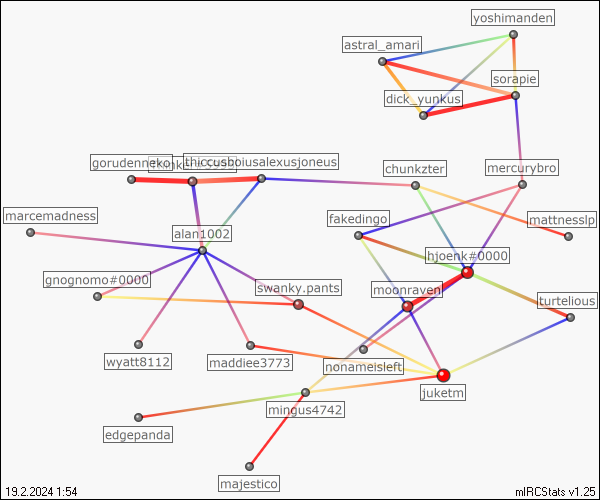 yoshimanden
astral_amari
sorapie
dick_yunkus
gorudenneko
thiccusboiusalexusjoneus
chunkzter
mercurybro
marcemadness
fakedingo
mattnesslp
alan1002
hjoenk#0000
gnognomo#0000
swanky.pants
moonraven
turtelious
wyatt8112
maddiee3773
nonameisleft
juketm
mingus4742
edgepanda
majestico
19.2.2024 1:54
mIRCStats v1.25